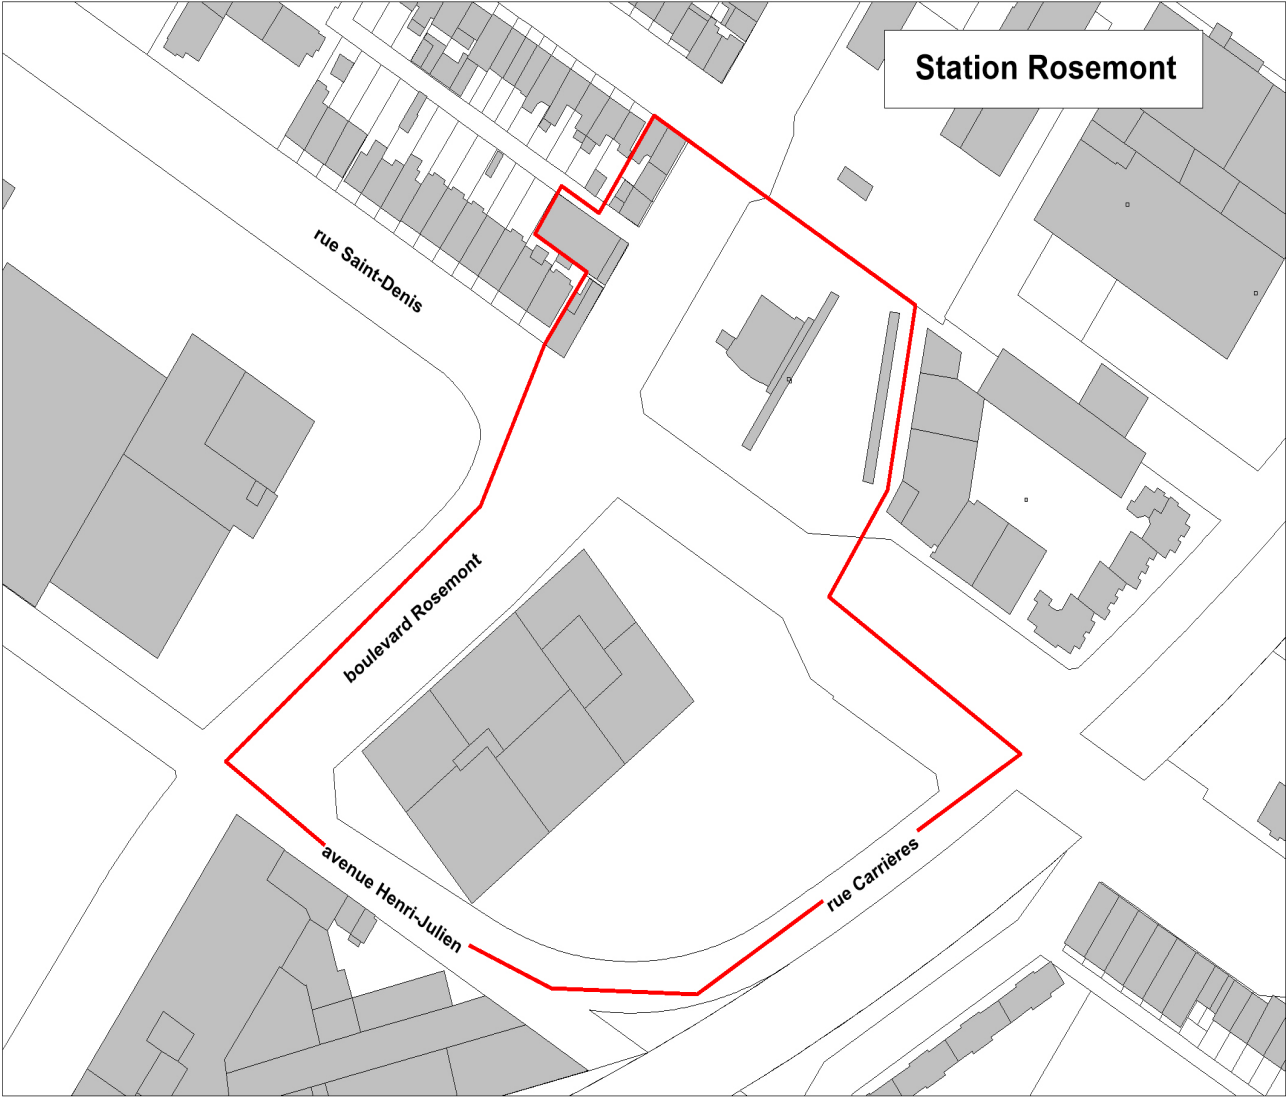 Station Rosemont
rue Saint-Denis
boulevard Rosemont
avenue Henri-Julien
rue Carrières